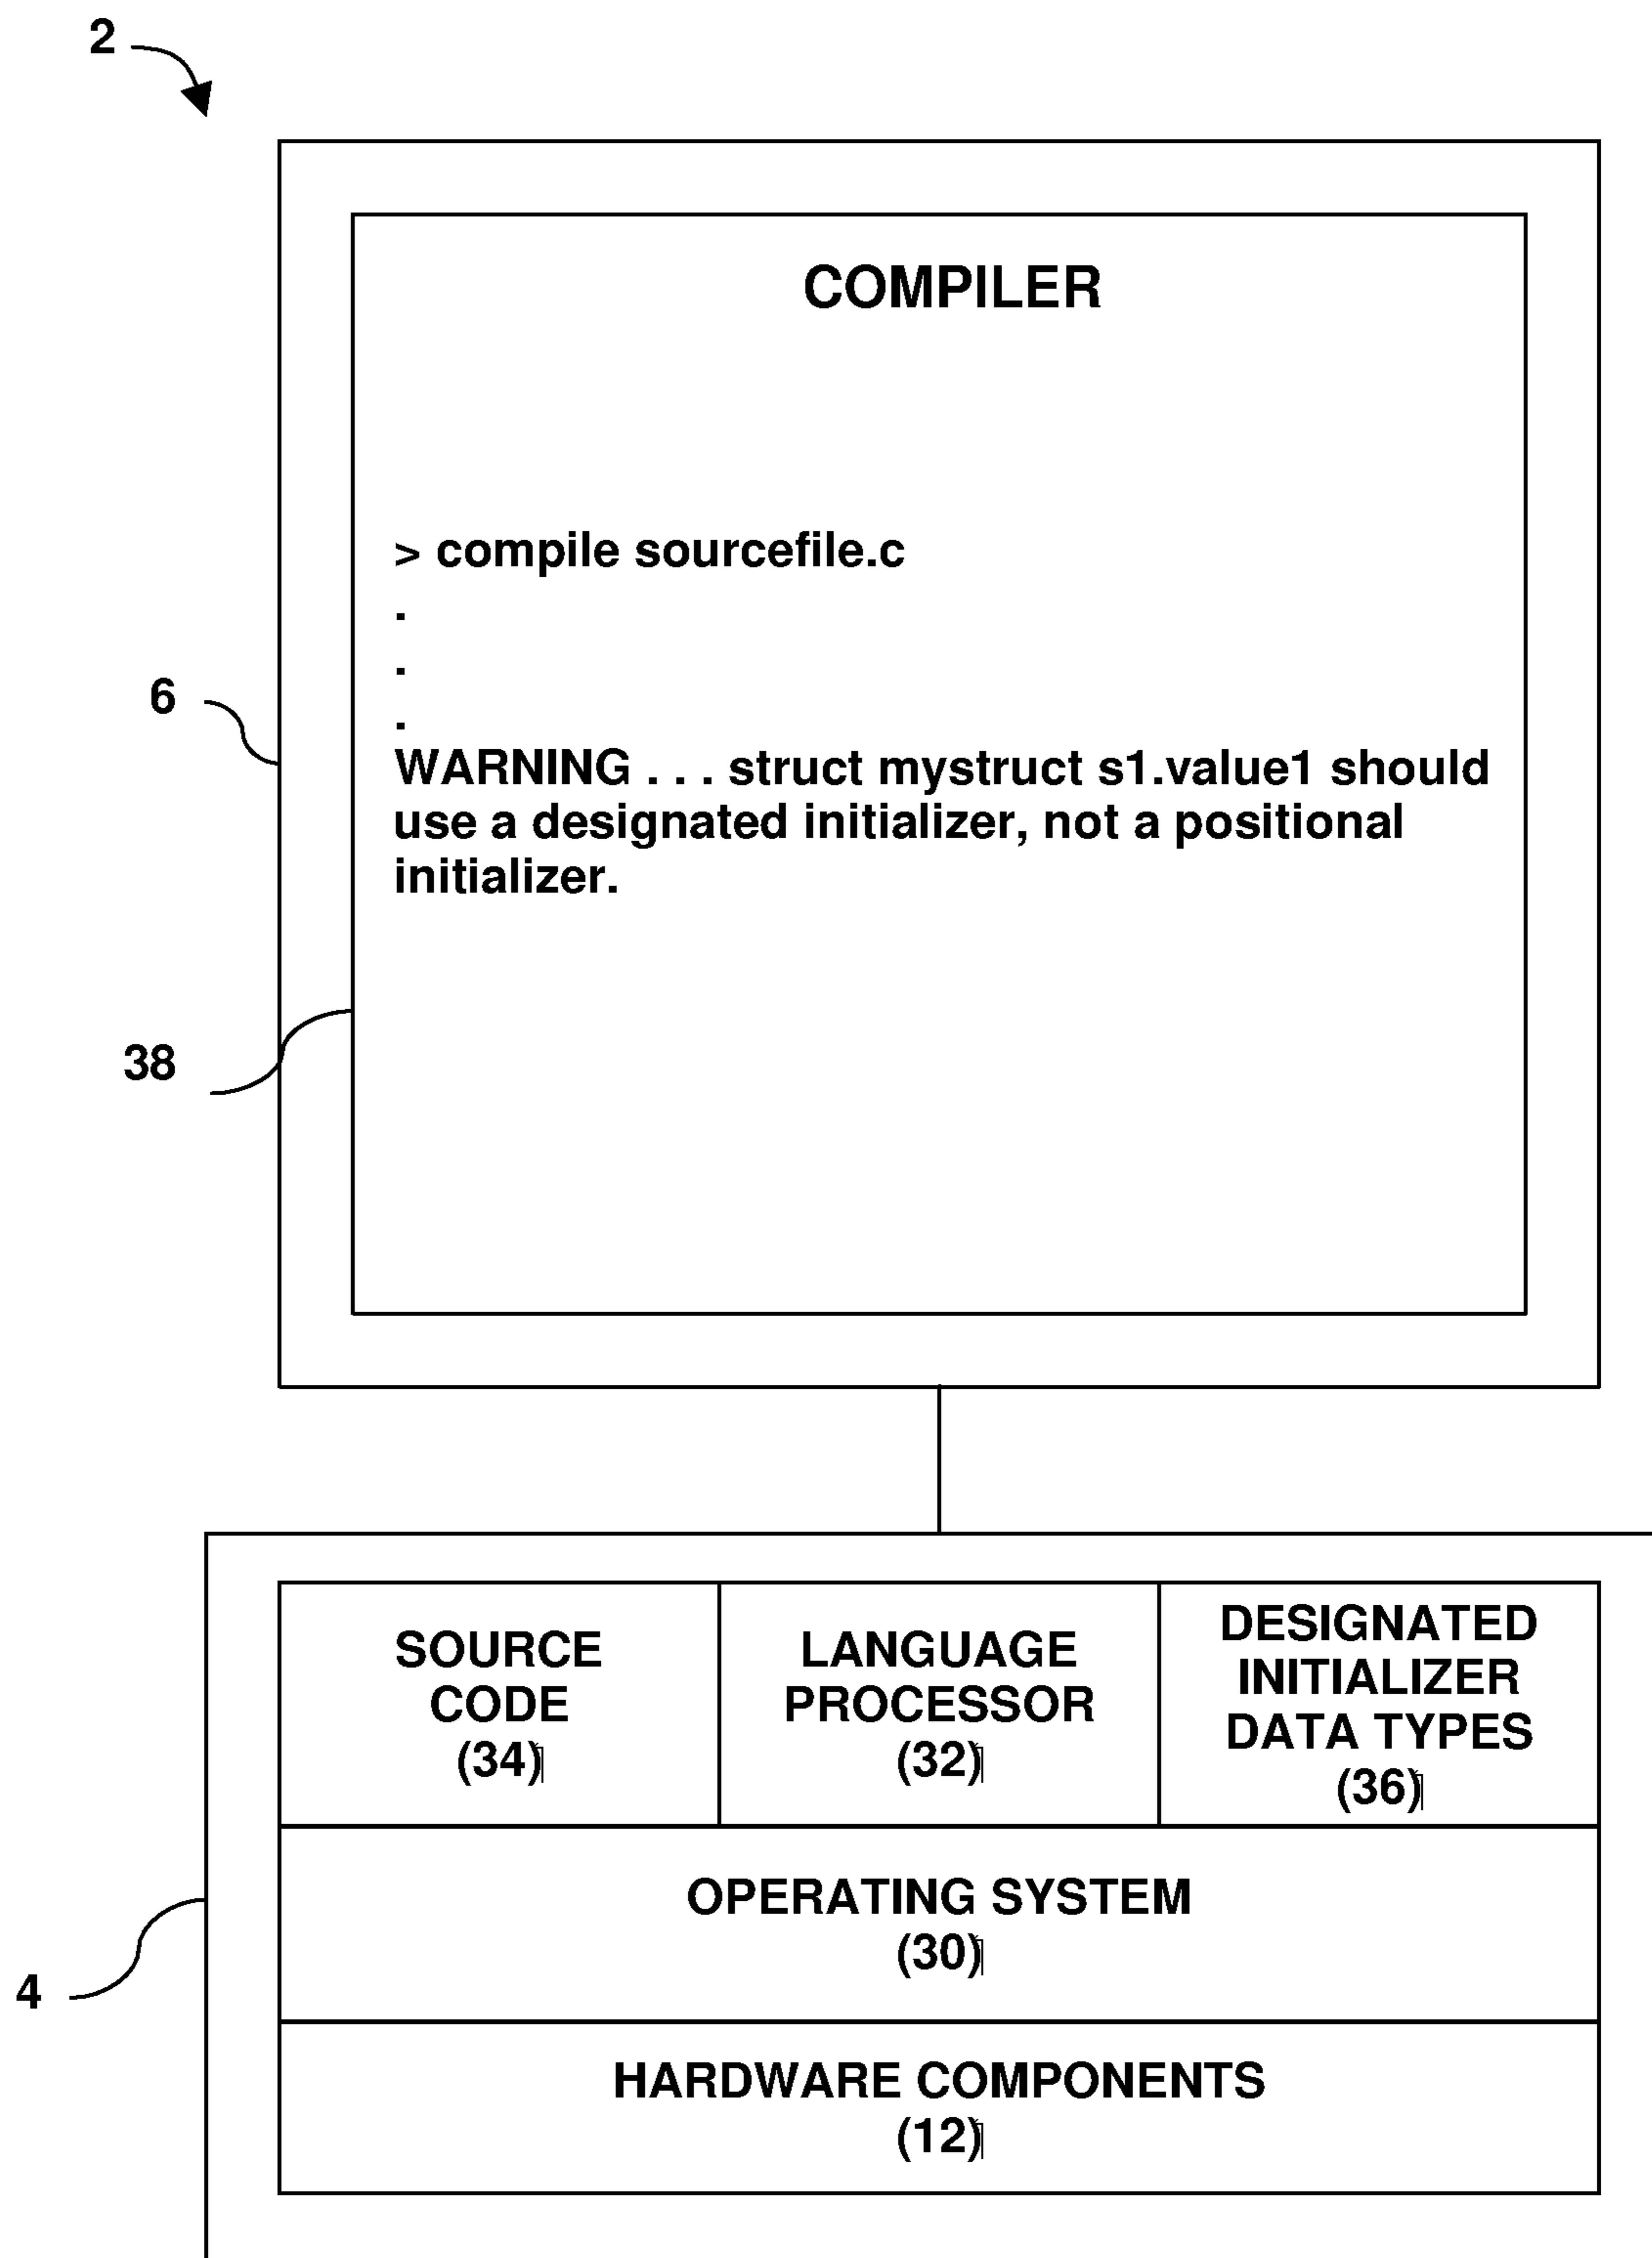 2
COMPILER
> compile sourcefile.c
.
.
.
WARNING . . . struct mystruct s1.value1 should
use a designated initializer, not a positional
initializer.
6
38
SOURCE
CODE
(34)
LANGUAGE
PROCESSOR
(32)
DESIGNATED
INITIALIZER
DATA TYPES
(36)
OPERATING SYSTEM
(30)
4
HARDWARE COMPONENTS
(12)